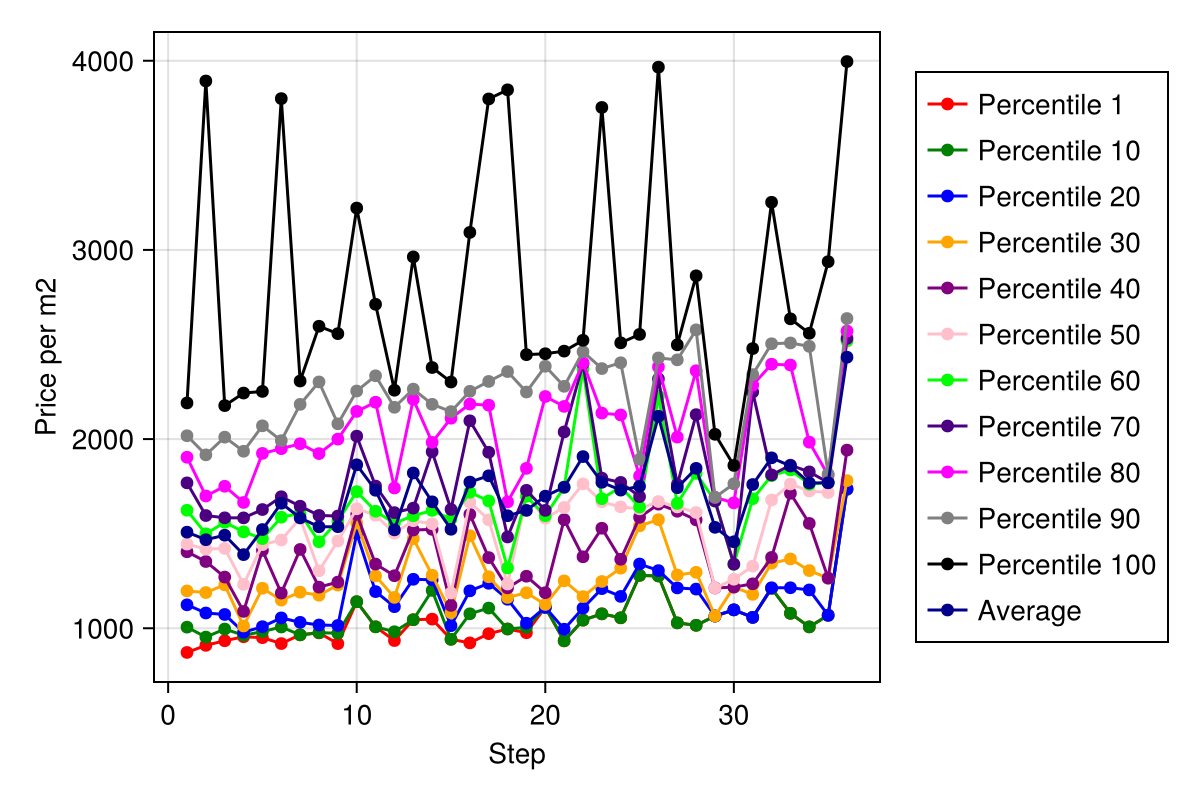 4000
3000
2000
1000
Price per m2
0
10
20
30
Step
Percentile 1
Percentile 10
Percentile 20
Percentile 30
Percentile 40
Percentile 50
Percentile 60
Percentile 70
Percentile 80
Percentile 90
Percentile 100
Average